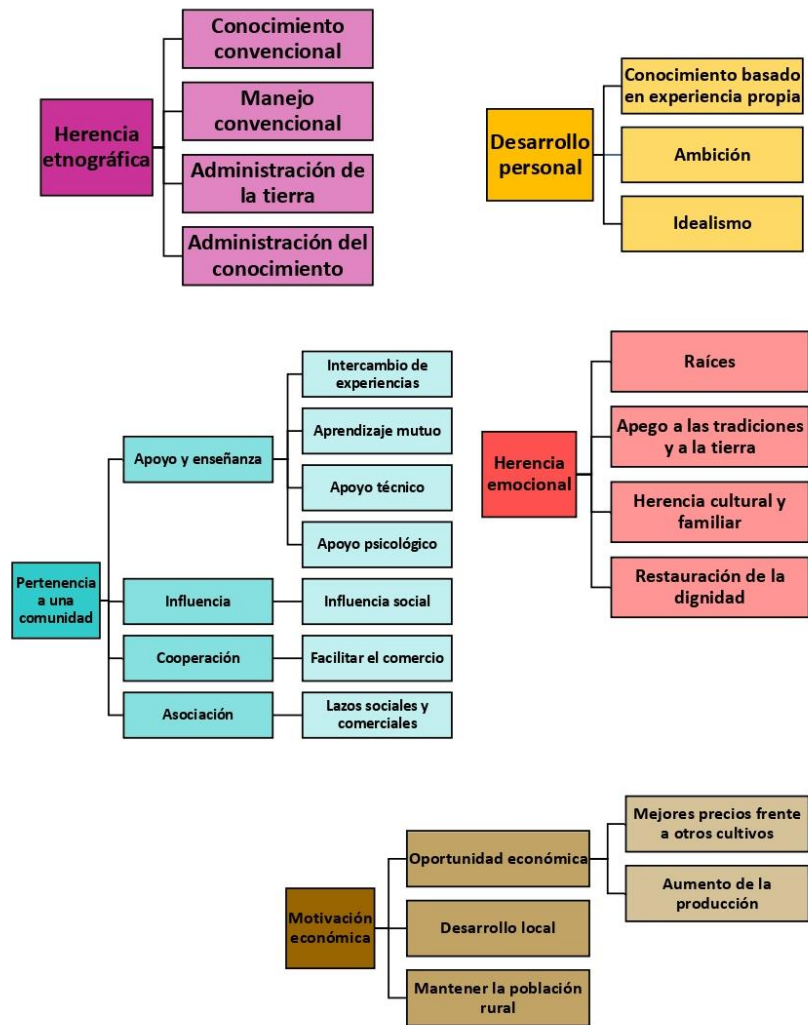 Herencia
etnográfica
Conocimiento
convencional
Manejo
convencional
Administración de
la tierra
Administración del
conocimiento
Desarrollo
personal
Conocimiento basado
en experiencia propia
Ambición
Idealismo
Pertenencia
a una
comunidad
Apoyo y enseñanza
Intercambio de
experiencias
Aprendizaje mutuo
Apoyo técnico
Apoyo psicológico
Influencia
Influencia social
Cooperación
Facilitar el comercio
Asociación
Lazos sociales y
comerciales
Herencia
emocional
Raíces
Apego a las tradiciones
y a la tierra
Herencia cultural y
familiar
Restauración de la
dignidad
Motivación
económica
Oportunidad económica
Mejores precios frente
a otros cultivos
Aumento de la
producción
Desarrollo local
Mantener la población
rural